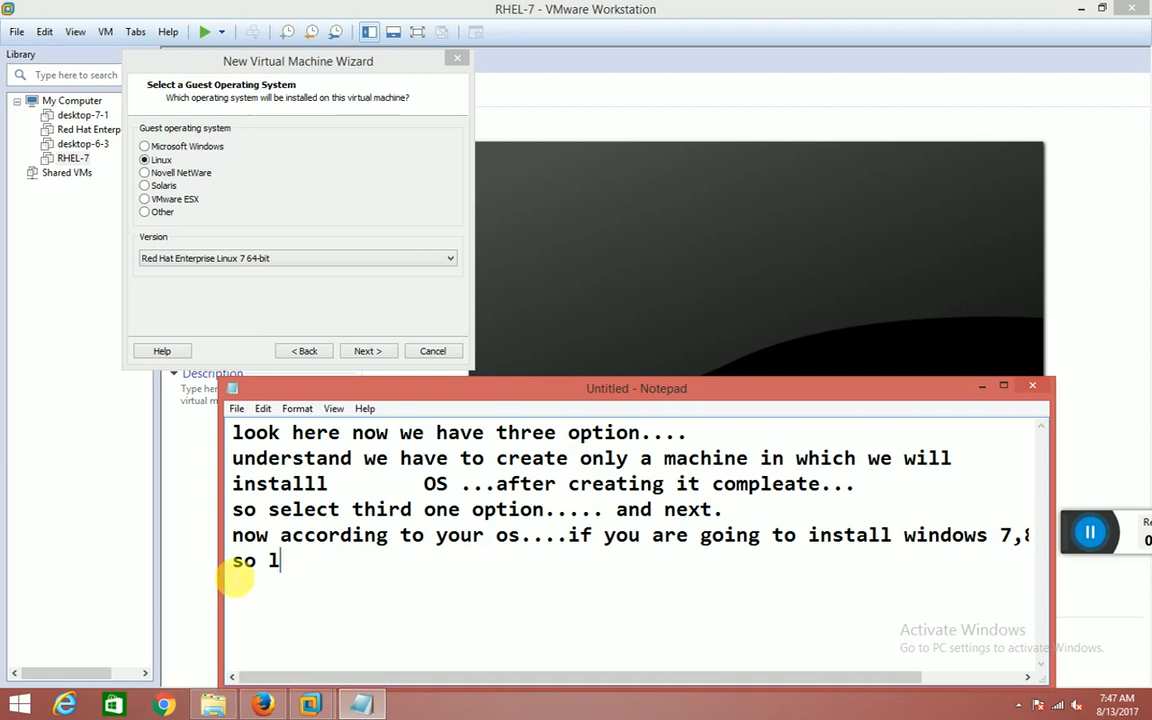 RHEL-7 - VMware Workstation
File Edit View VM Tabs Help
Library
Type here to search
My Computer
desktop-7-1
Red Hat Enterp
desktop-6-3
RHEL-7
Shared VMs
New Virtual Machine Wizard
Select a Guest Operating System
Which operating system will be installed on this virtual machine?
Guest operating system
Microsoft Windows
Linux
Novell NetWare
Solaris
VMware ESX
Other
Version
Red Hat Enterprise Linux 7 64-bit
Help < Back Next > Cancel
Description
Type her
virtual m
Untitled - Notepad
File Edit Format View Help
look here now we have three option....
understand we have to create only a machine in which we will
installl OS ...after creating it compleate...
so select third one option..... and next.
now according to your os....if you are going to install windows 7,8
so l
Re
0
Activate Windows
Go to PC settings to activate Windows.
7:47 AM
8/13/2017